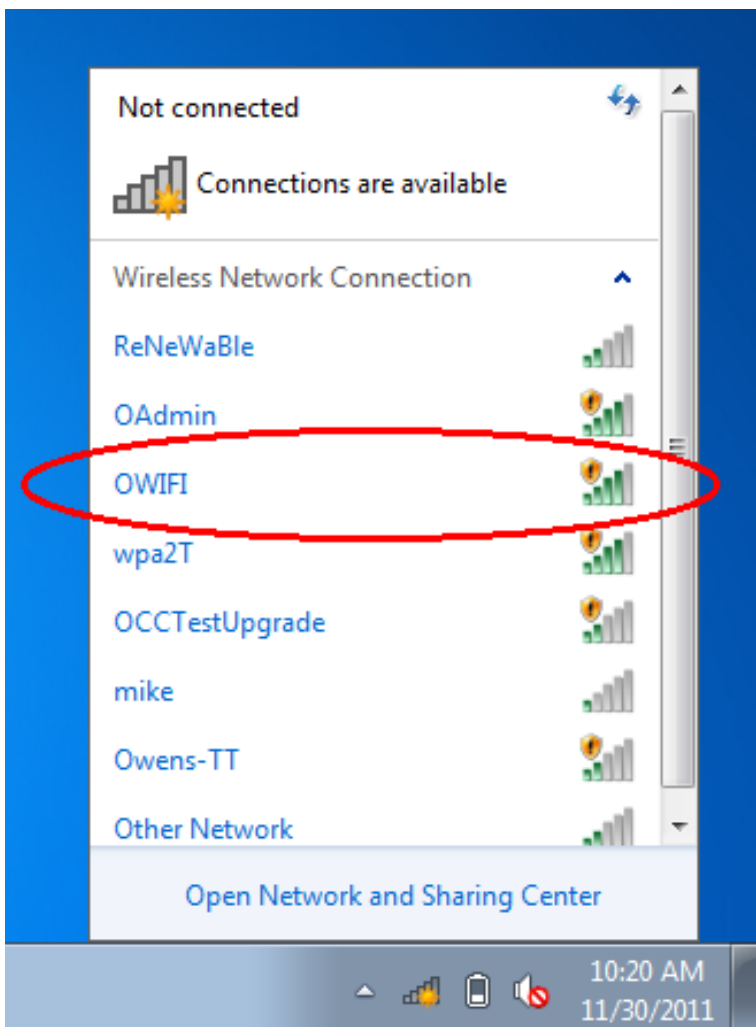 Not connected
Connections are available
Wireless Network Connection
ReNeWaBle
OAdmin
OWIFI
wpa2T
OCCTestUpgrade
mike
Owens-TT
Other Network
Open Network and Sharing Center
10:20 AM
11/30/2011